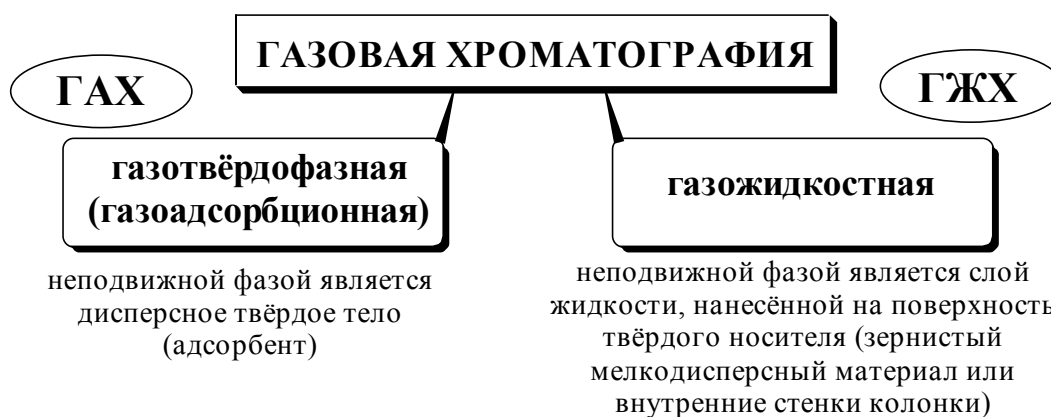 ГАЗОВАЯ ХРОМАТОГРАФИЯ
ГАХ
ГЖХ
газотвёрдофазная
(газоадсорбционная)
газожидкостная
неподвижной фазой является
дисперсное твёрдое тело
(адсорбент)
неподвижной фазой является слой
жидкости, нанесённой на поверхность
твёрдого носителя (зернистый
мелкодисперсный материал или
внутренние стенки колонки)